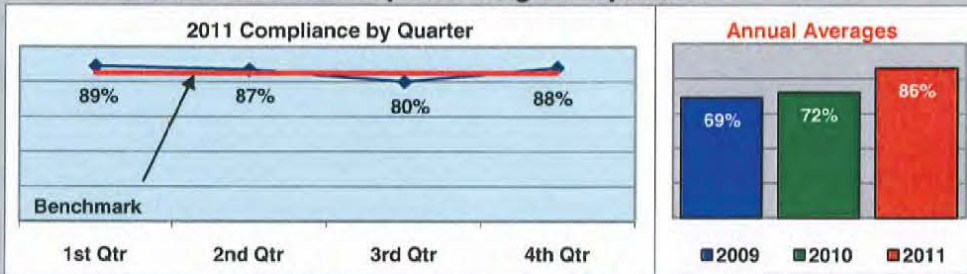 2011 Compliance by Quarter
89%
87%
80%
88%
Benchmark
1st Qtr
2nd Qtr
3rd Qtr
4th Qtr
Annual Averages
69%
72%
86%
2009
2010
2011